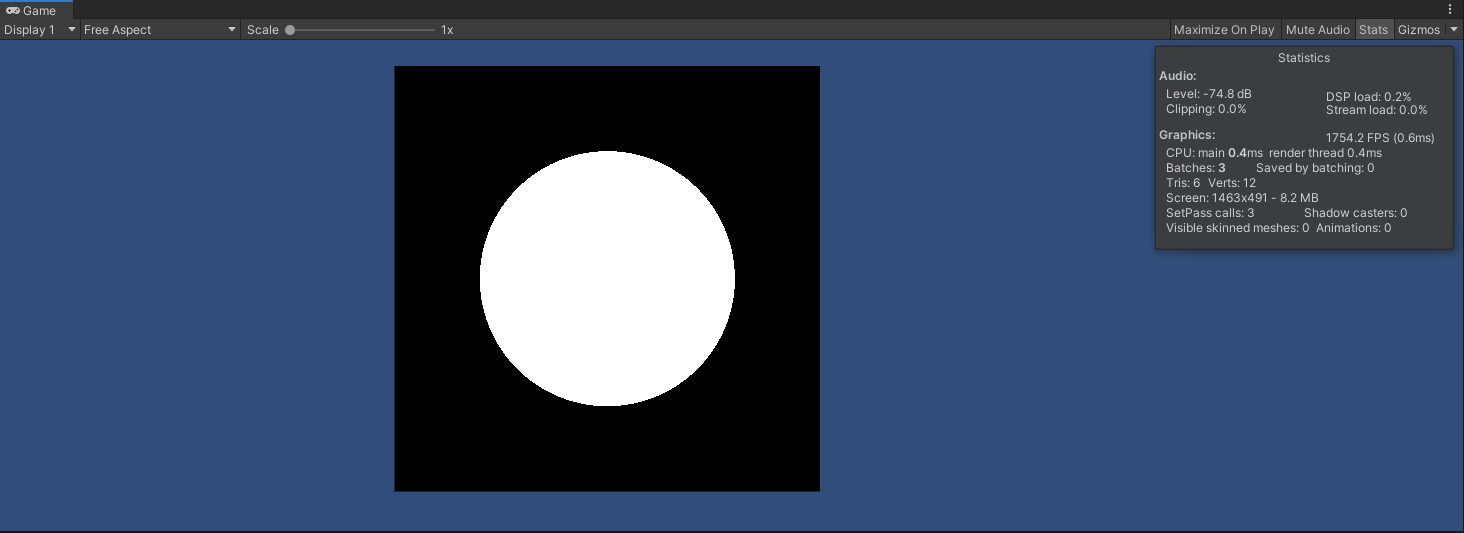 Game
Display 1 Free Aspect Scale 1x Maximize On Play Mute Audio Stats Gizmos
Statistics
Audio:
Level: -74.8 dB DSP load: 0.2%
Clipping: 0.0% Stream load: 0.0%
Graphics: 1754.2 FPS (0.6ms)
CPU: main 0.4ms render thread 0.4ms
Batches: 3 Saved by batching: 0
Tris: 6 Verts: 12
Screen: 1463x491 - 8.2 MB
SetPass calls: 3 Shadow casters: 0
Visible skinned meshes: 0 Animations: 0